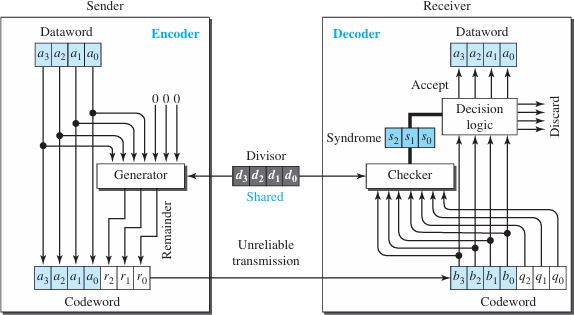 Sender
Receiver
Dataword
Encoder
a3 a2 a1 a0
0 0 0
Generator
Remainder
a3 a2 a1 a0 r2 r1 r0
Codeword
Divisor
d3 d2 d1 d0
Shared
Unreliable
transmission
Decoder
Dataword
a3 a2 a1 a0
Accept
Decision
logic
Discard
Syndrome
s2 s1 s0
Checker
b3 b2 b1 b0 q2 q1 q0
Codeword